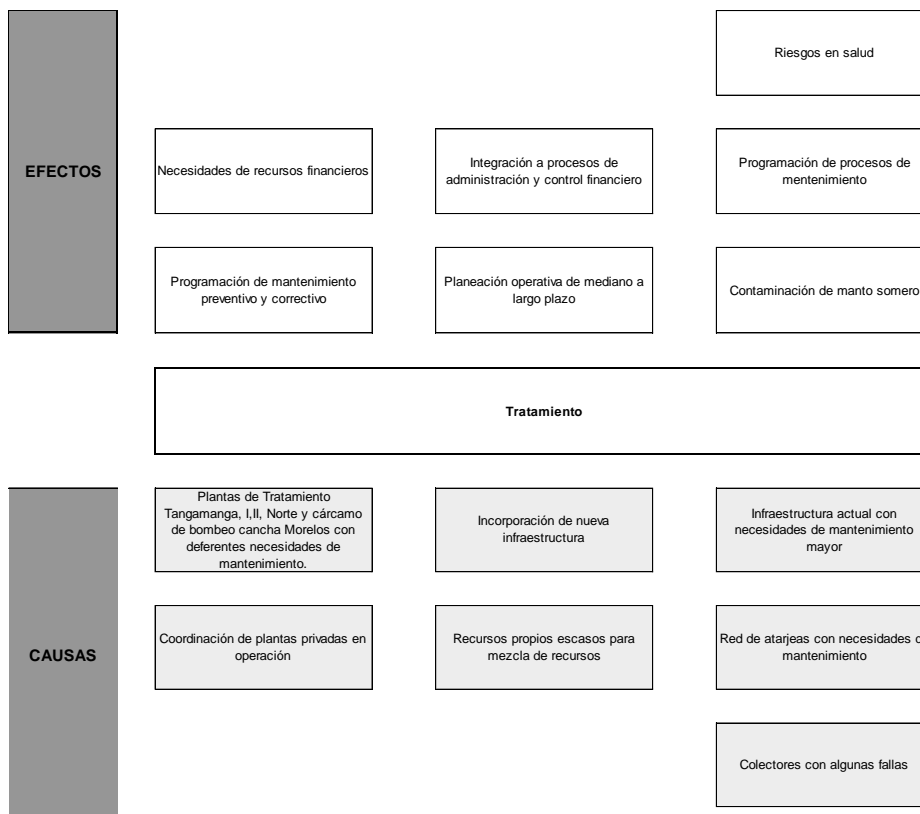 Riesgos en salud
EFECTOS
Necesidades de recursos financieros
Integración a procesos de
administración y control financiero
Programación de procesos de
mentenimiento
Programación de mantenimiento
preventivo y correctivo
Planeación operativa de mediano a
largo plazo
Contaminación de manto somero
Tratamiento
CAUSAS
Plantas de Tratamiento
Tangamanga, I,II, Norte y cárcamo
de bombeo cancha Morelos con
deferentes necesidades de
mantenimiento.
Incorporación de nueva
infraestructura
Infraestructura actual con
necesidades de mantenimiento
mayor
Coordinación de plantas privadas en
operación
Recursos propios escasos para
mezcla de recursos
Red de atarjeas con necesidades
mantenimiento
Colectores con algunas fallas